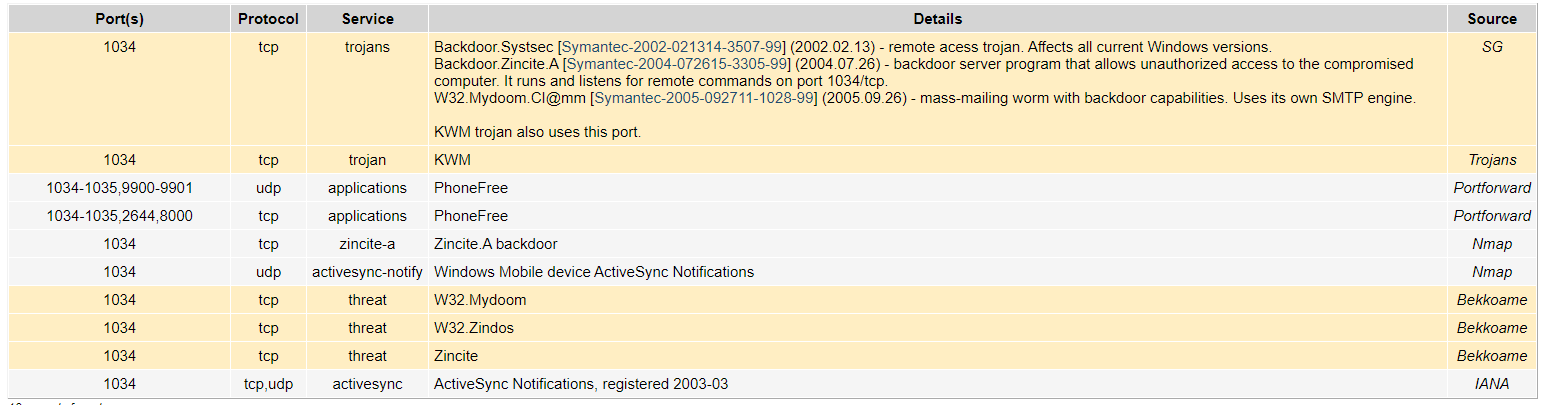 Port(s) Protocol Service Details Source
1034 tcp trojans Backdoor.Systsec [Symantec-2002-021314-3507-99] (2002.02.13) - remote acess trojan. Affects all current Windows versions. SG
Backdoor.Zincite.A [Symantec-2004-072615-3305-99] (2004.07.26) - backdoor server program that allows unauthorized access to the compromised
computer. It runs and listens for remote commands on port 1034/tcp.
W32.Mydoom.CI@mm [Symantec-2005-092711-1028-99] (2005.09.26) - mass-mailing worm with backdoor capabilities. Uses its own SMTP engine.
KWM trojan also uses this port.
1034 tcp trojan KWM Trojans
1034-1035,9900-9901 udp applications PhoneFree Portforward
1034-1035,2644,8000 tcp applications PhoneFree Portforward
1034 tcp zincite-a Zincite.A backdoor Nmap
1034 udp activesync-notify Windows Mobile device ActiveSync Notifications Nmap
1034 tcp threat W32.Mydoom Bekkoame
1034 tcp threat W32.Zindos Bekkoame
1034 tcp threat Zincite Bekkoame
1034 tcp,udp activesync ActiveSync Notifications, registered 2003-03 IANA